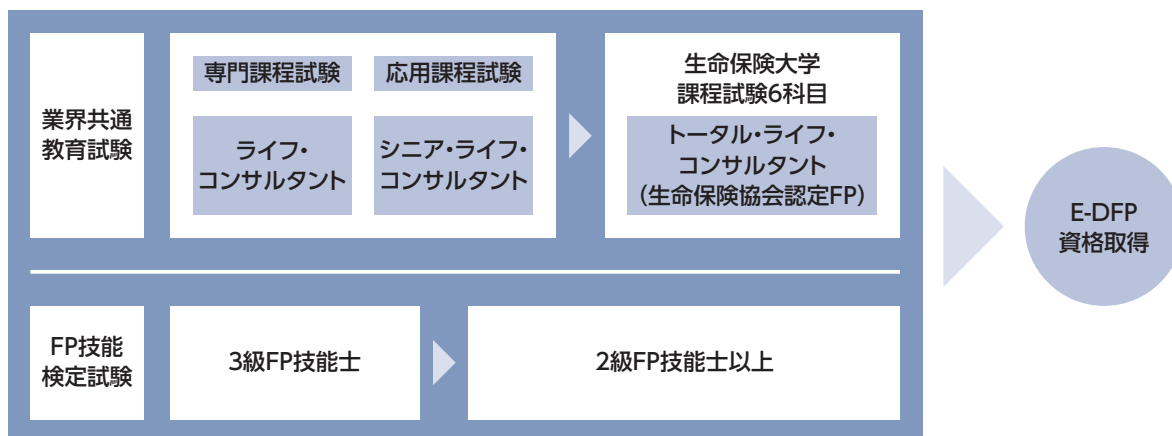 業界共通
教育試験
専門課程試験
応用課程試験
ライフ・
コンサルタント
シニア・ライフ・
コンサルタント
生命保険大学
課程試験6科目
トータル・ライフ・
コンサルタント
(生命保険協会認定FP)
E-DFP
資格取得
FP技能
検定試験
3級FP技能士
2級FP技能士以上